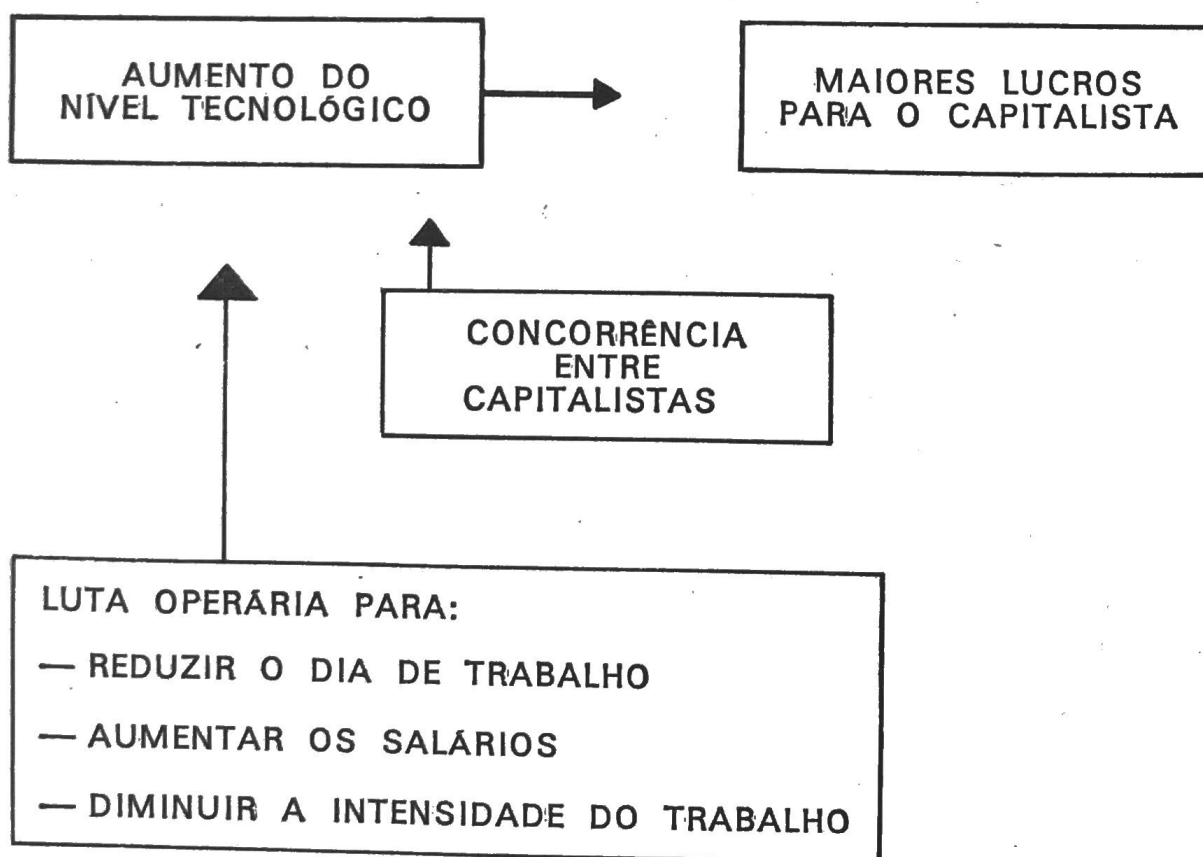 AUMENTO DO
NÍVEL TECNOLÓGICO
MAIORES LUCROS
PARA O CAPITALISTA
CONCORRÊNCIA
ENTRE
CAPITALISTAS
LUTA OPERÁRIA PARA:
— REDUZIR O DIA DE TRABALHO
— AUMENTAR OS SALÁRIOS
— DIMINUIR A INTENSIDADE DO TRABALHO